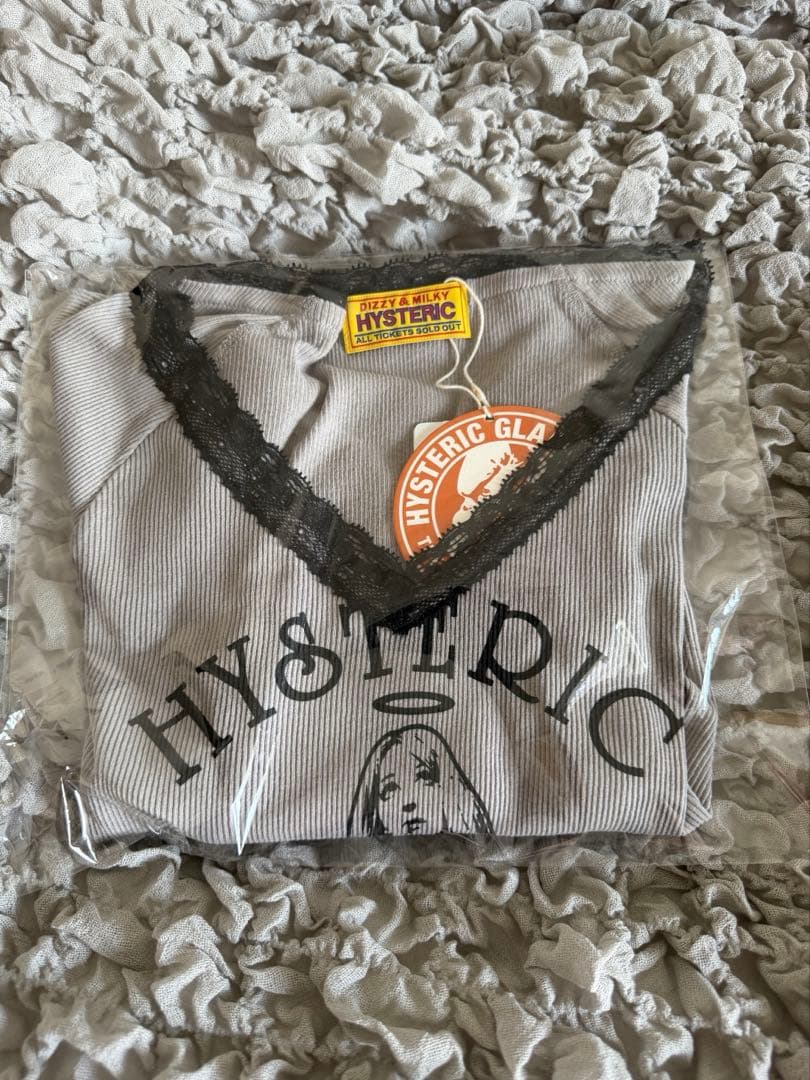 DIZZY & MILKY
HYSTERIC
ALL TICKETS SOLD OUT
HYSTERIC GLA
T
HYSTERIC